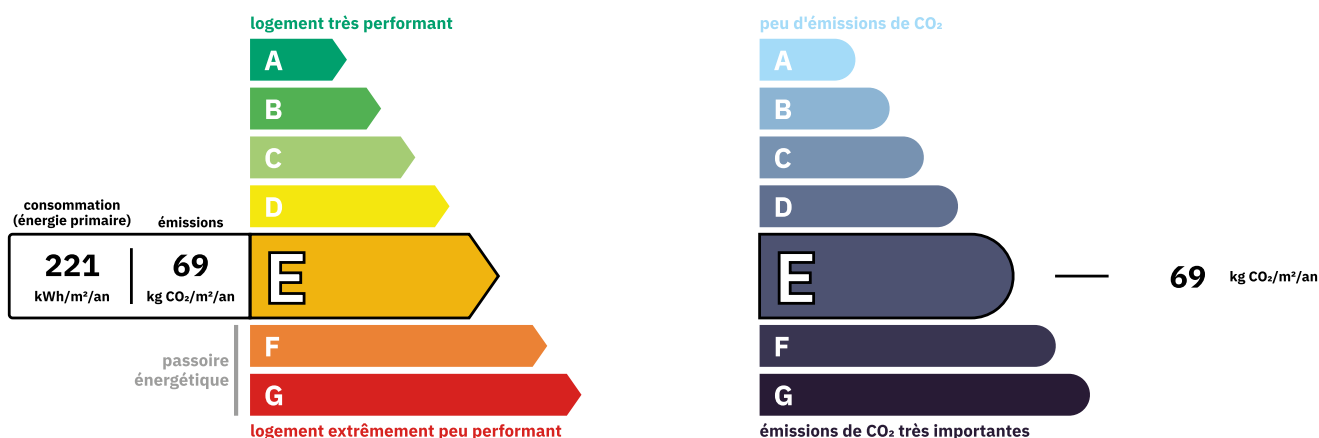 logement très performant
A
B
C
D
consommation
(énergie primaire)
émissions
221
kWh/m²/an
69
kg CO₂/m²/an
E
passoire
énergétique
F
G
logement extrêmement peu performant
peu d'émissions de CO₂
A
B
C
D
E
69
kg CO₂/m²/an
F
G
émissions de CO₂ très importantes